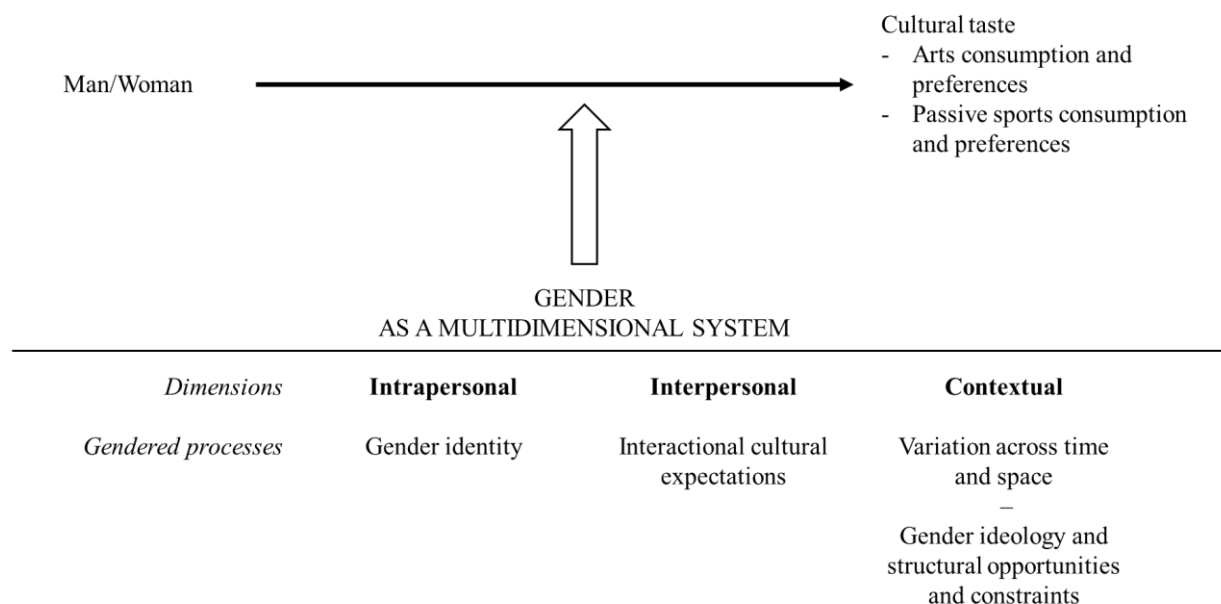 Cultural taste
- Arts consumption and
preferences
- Passive sports consumption
and preferences
Man/Woman
GENDER
AS A MULTIDIMENSIONAL SYSTEM
Dimensions Intrapersonal Interpersonal Contextual
Gendered processes Gender identity Interactional cultural Variation across time
expectations and space
–
Gender ideology and
structural opportunities
and constraints